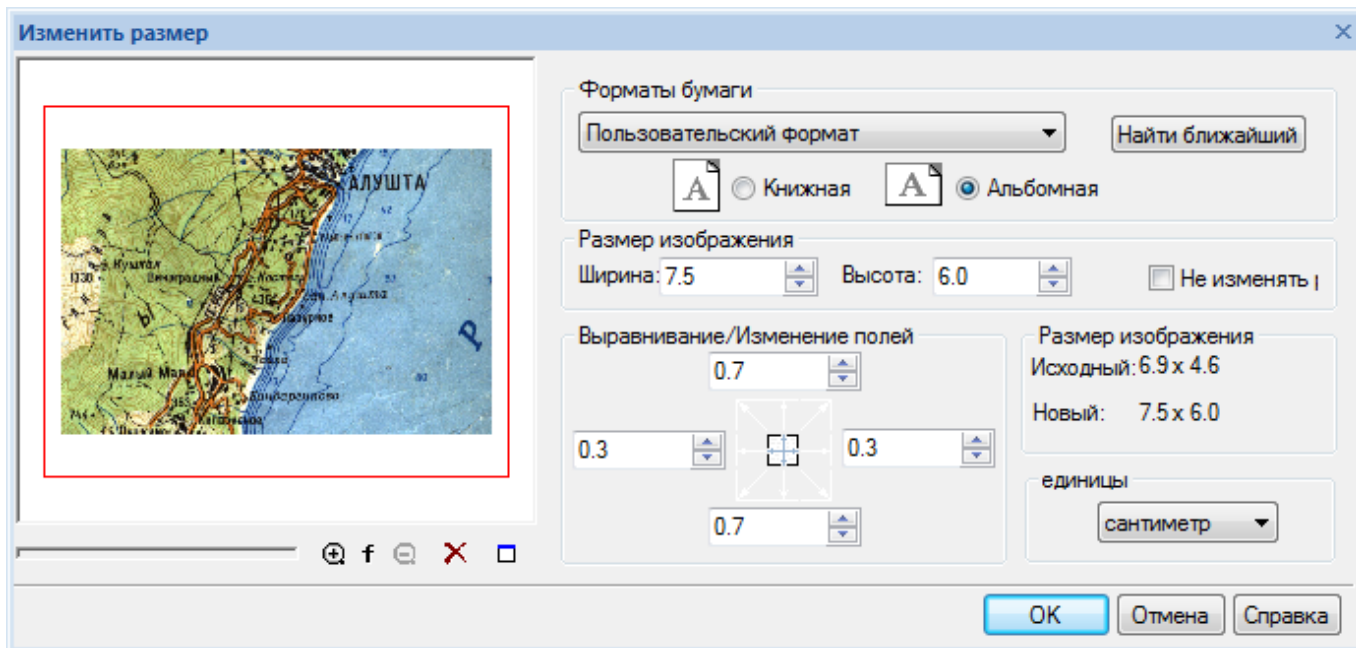 Изменить размер
Форматы бумаги
Пользовательский формат
Найти ближайший
A Книжная A Альбомная
Размер изображения
Ширина: 7.5 Высота: 6.0 Не изменять
Выравнивание/Изменение полей
0.7
0.3 0.3
0.7
Размер изображения
Исходный: 6.9 x 4.6
Новый: 7.5 x 6.0
единицы
сантиметр
f
OK Отмена Справка
АЛУШТА
Малый Маяк
Ы
Р